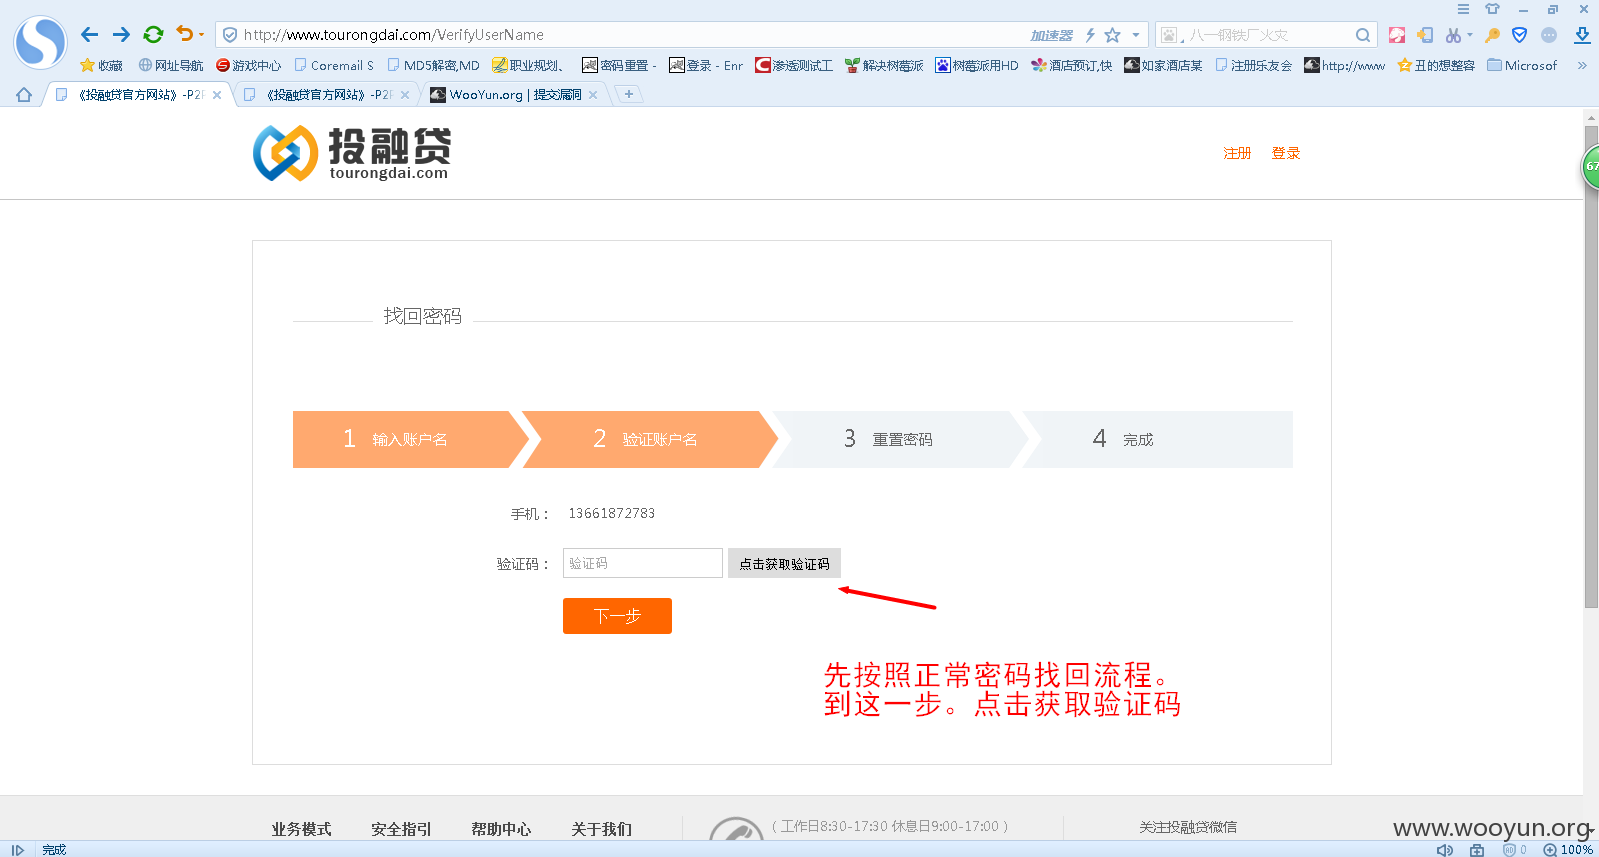 http://www.tourongdai.com/VerifyUserName
加速器
八一钢铁厂火灾
收藏
网址导航
游戏中心
Coremail S
MD5解密,MD
职业规划、
密码重置 -
登录 - Enr
渗透测试工
解决树莓派
树莓派用HD
酒店预订,快
如家酒店某
注册乐友会
http://www
丑的想整容
Microsof
《投融贷官方网站》-P2P
《投融贷官方网站》-P2P
WooYun.org | 提交漏洞
投融贷
tourongdai.com
注册 登录
67
找回密码
1 输入账户名
2 验证账户名
3 重置密码
4 完成
手机： 13661872783
验证码： 验证码 点击获取验证码
下一步
先按照正常密码找回流程。
到这一步。点击获取验证码
业务模式 安全指引 帮助中心 关于我们
( 工作日8:30-17:30 休息日9:00-17:00 )
关注投融贷微信
www.wooyun.org
完成
0
100%